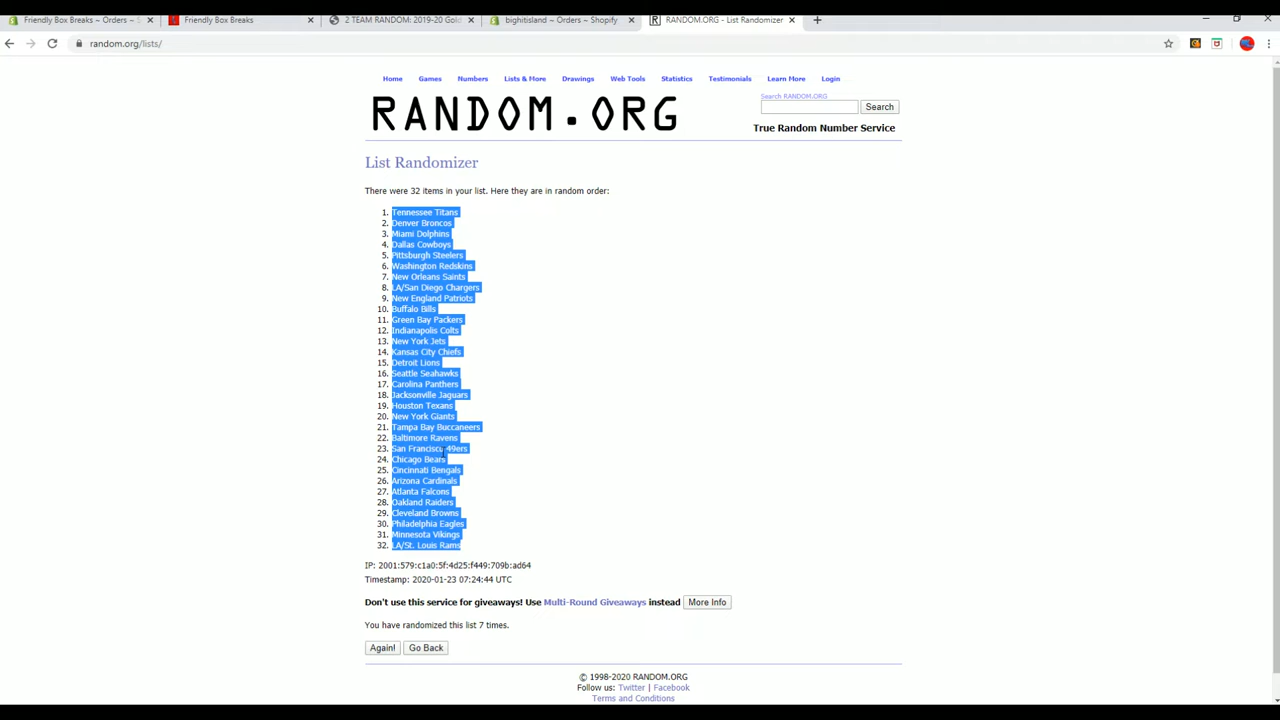 Friendly Box Breaks ~ Orders ~ S
Friendly Box Breaks
2 TEAM RANDOM: 2019-20 Gold
bighitisland ~ Orders ~ Shopify
RANDOM.ORG - List Randomizer
random.org/lists/
Home Games Numbers Lists & More Drawings Web Tools Statistics Testimonials Learn More Login
RANDOM.ORG
Search RANDOM.ORG
Search
True Random Number Service
List Randomizer
There were 32 items in your list. Here they are in random order:
1. Tennessee Titans
2. Denver Broncos
3. Miami Dolphins
4. Dallas Cowboys
5. Pittsburgh Steelers
6. Washington Redskins
7. New Orleans Saints
8. LA/San Diego Chargers
9. New England Patriots
10. Buffalo Bills
11. Green Bay Packers
12. Indianapolis Colts
13. New York Jets
14. Kansas City Chiefs
15. Detroit Lions
16. Seattle Seahawks
17. Carolina Panthers
18. Jacksonville Jaguars
19. Houston Texans
20. New York Giants
21. Tampa Bay Buccaneers
22. Baltimore Ravens
23. San Francisco 49ers
24. Chicago Bears
25. Cincinnati Bengals
26. Arizona Cardinals
27. Atlanta Falcons
28. Oakland Raiders
29. Cleveland Browns
30. Philadelphia Eagles
31. Minnesota Vikings
32. LA/St. Louis Rams
IP: 2001:579:c1a0:5f:4d25:f449:709b:ad64
Timestamp: 2020-01-23 07:24:44 UTC
Don't use this service for giveaways! Use Multi-Round Giveaways instead More Info
You have randomized this list 7 times.
Again! Go Back
© 1998-2020 RANDOM.ORG
Follow us: Twitter | Facebook
Terms and Conditions